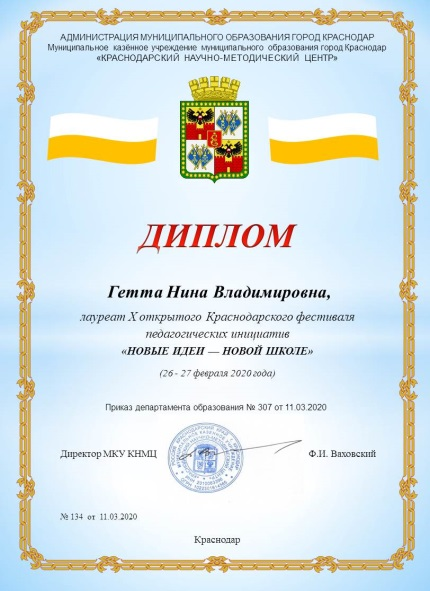 АДМИНИСТРАЦИЯ МУНИЦИПАЛЬНОГО ОБРАЗОВАНИЯ ГОРОД КРАСНОДАР
Муниципальное казённое учреждение муниципального образования город Краснодар
«КРАСНОДАРСКИЙ НАУЧНО-МЕТОДИЧЕСКИЙ ЦЕНТР»
ДИПЛОМ
Гетта Нина Владимировна,
лауреат X открытого Краснодарского фестиваля
педагогических инициатив
«НОВЫЕ ИДЕИ — НОВОЙ ШКОЛЕ»
(26 - 27 февраля 2020 года)
Приказ департамента образования № 307 от 11.03.2020
Директор МКУ КНМЦ
Ф.И. Ваховский
№ 134 от 11.03.2020
Краснодар